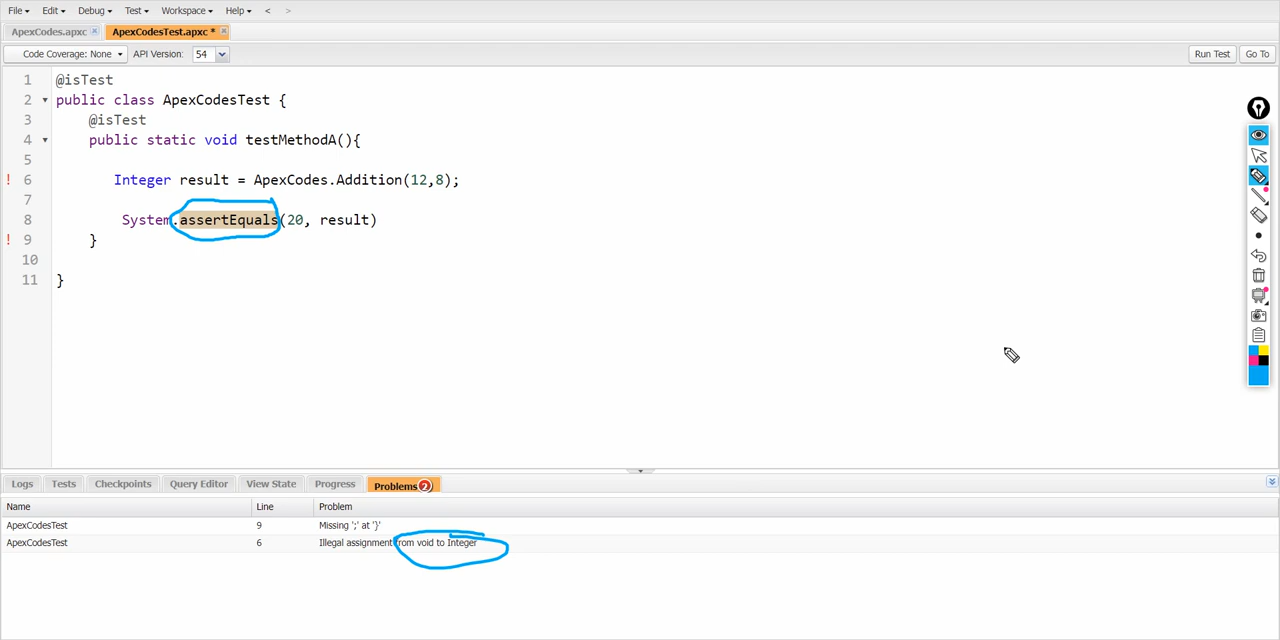 File Edit Debug Test Workspace Help < >
ApexCodes.apxc ApexCodesTest.apxc *
Code Coverage: None API Version: 54 Run Test Go To
1 @isTest
2 public class ApexCodesTest {
3 @isTest
4 public static void testMethodA(){
5
! 6 Integer result = ApexCodes.Addition(12,8);
7
8 System.assertEquals(20, result)
! 9 }
10
11 }
Logs Tests Checkpoints Query Editor View State Progress Problems 2
Name Line Problem
ApexCodesTest 9 Missing ';' at '}'
ApexCodesTest 6 Illegal assignment from void to Integer